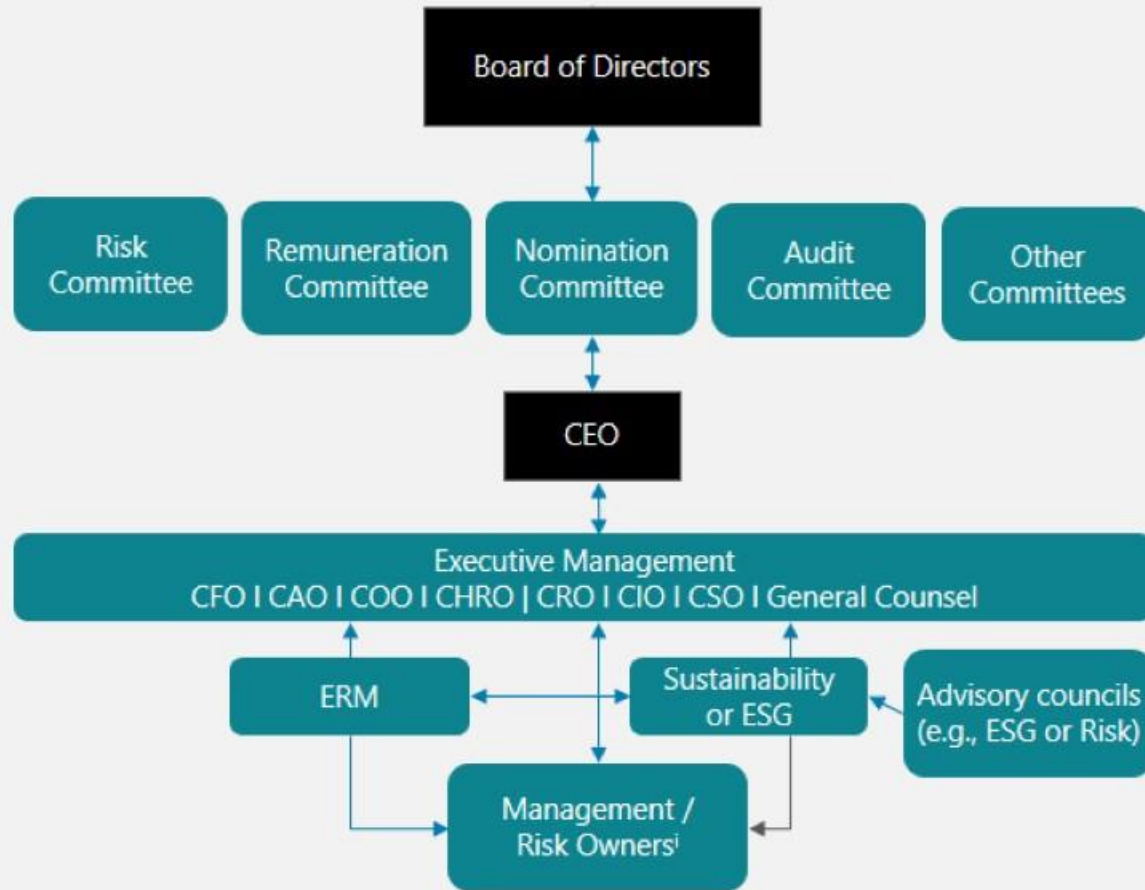 Board of Directors
Risk
Committee
Remuneration
Committee
Nomination
Committee
Audit
Committee
Other
Committees
CEO
Executive Management
CFO I CAO I COO I CHRO | CRO I CIO I CSO I General Counsel
ERM
Sustainability
or ESG
Advisory councils
(e.g., ESG or Risk)
Management /
Risk Ownersⁱ